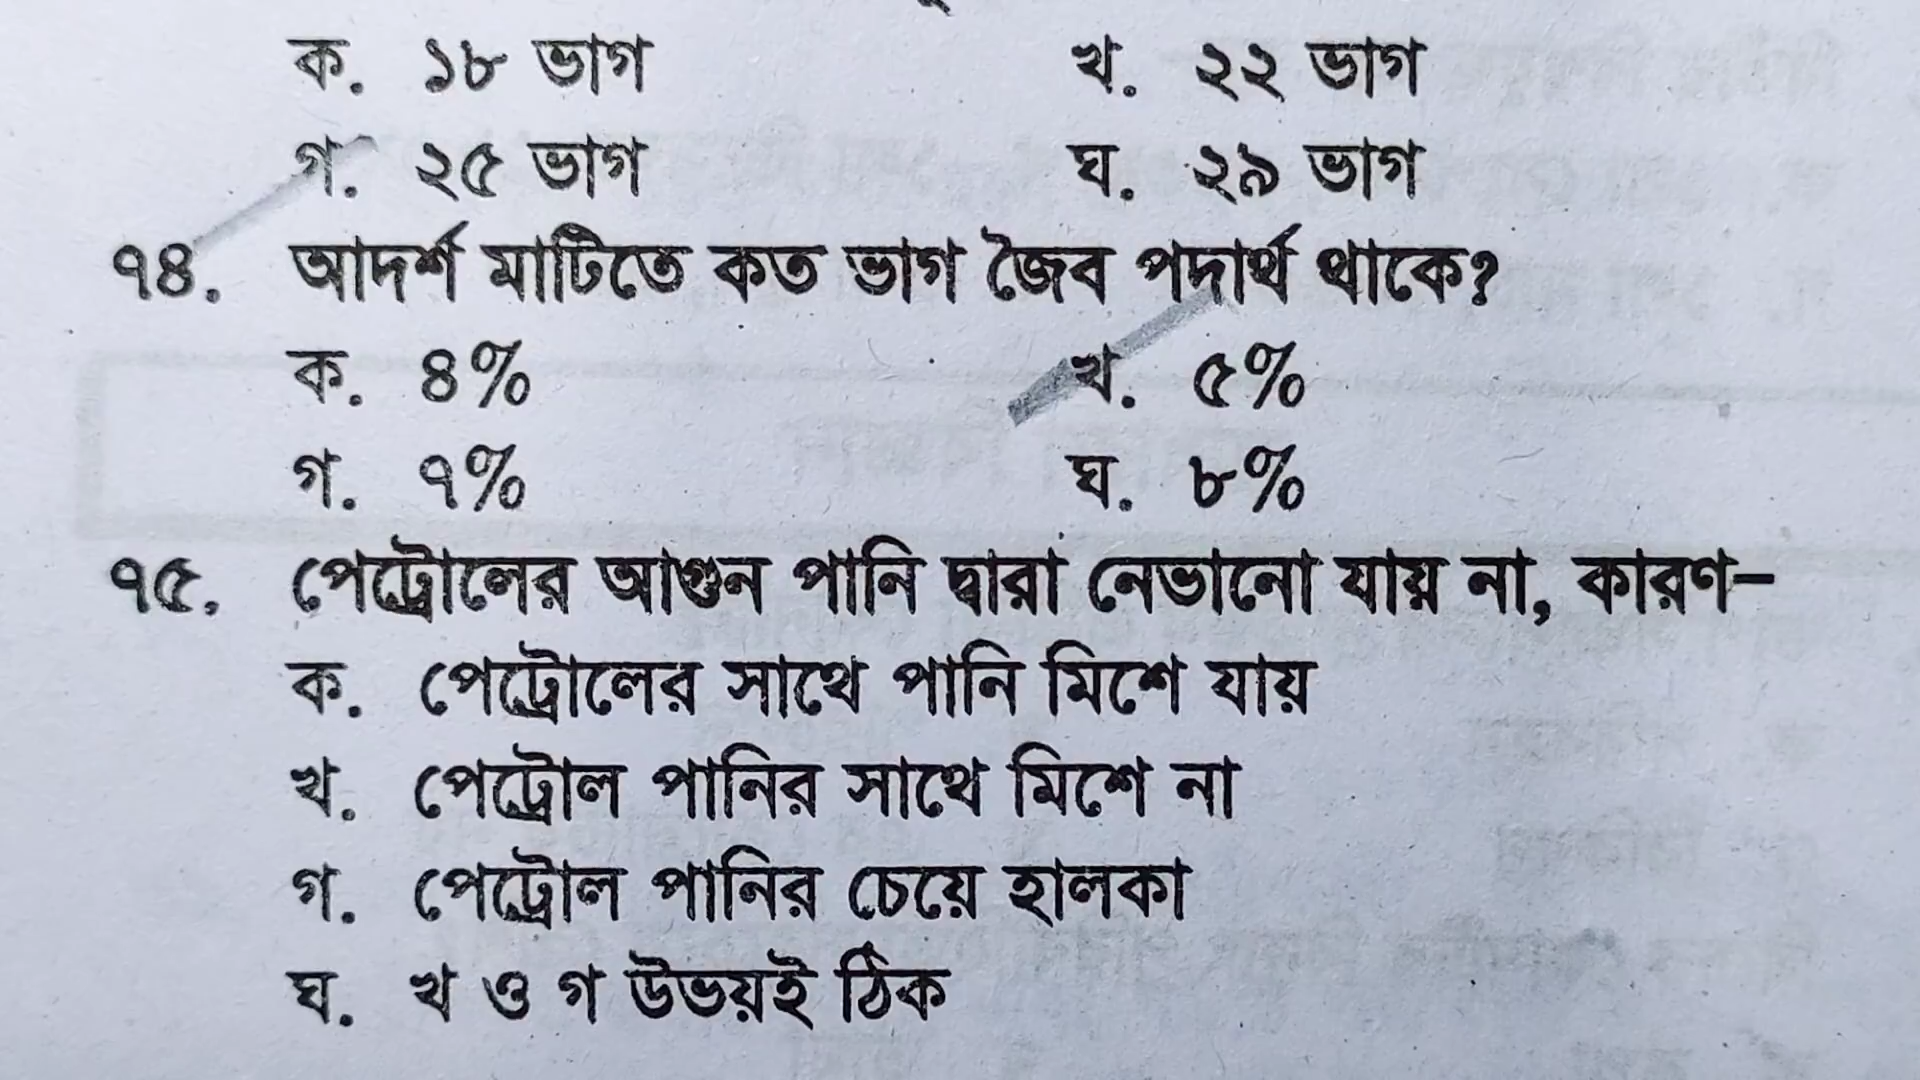 ক. ১৮ ভাগ খ. ২২ ভাগ
গ. ২৫ ভাগ ঘ. ২৯ ভাগ
৭৪. আদর্শ মাটিতে কত ভাগ জৈব পদার্থ থাকে?
ক. ৪% খ. ৫%
গ. ৭% ঘ. ৮%
৭৫. পেট্রোলের আগুন পানি দ্বারা নেভানো যায় না, কারণ–
ক. পেট্রোলের সাথে পানি মিশে যায়
খ. পেট্রোল পানির সাথে মিশে না
গ. পেট্রোল পানির চেয়ে হালকা
ঘ. খ ও গ উভয়ই ঠিক